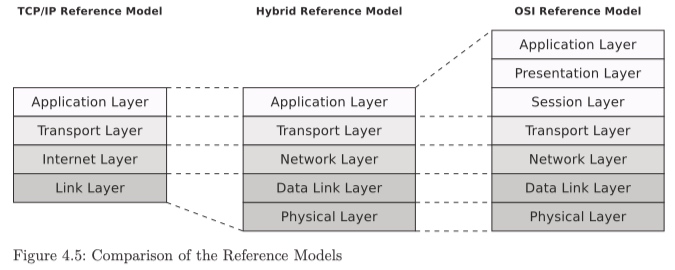 TCP/IP Reference Model
Application Layer
Transport Layer
Internet Layer
Link Layer
Hybrid Reference Model
Application Layer
Transport Layer
Network Layer
Data Link Layer
Physical Layer
OSI Reference Model
Application Layer
Presentation Layer
Session Layer
Transport Layer
Network Layer
Data Link Layer
Physical Layer
Figure 4.5: Comparison of the Reference Models